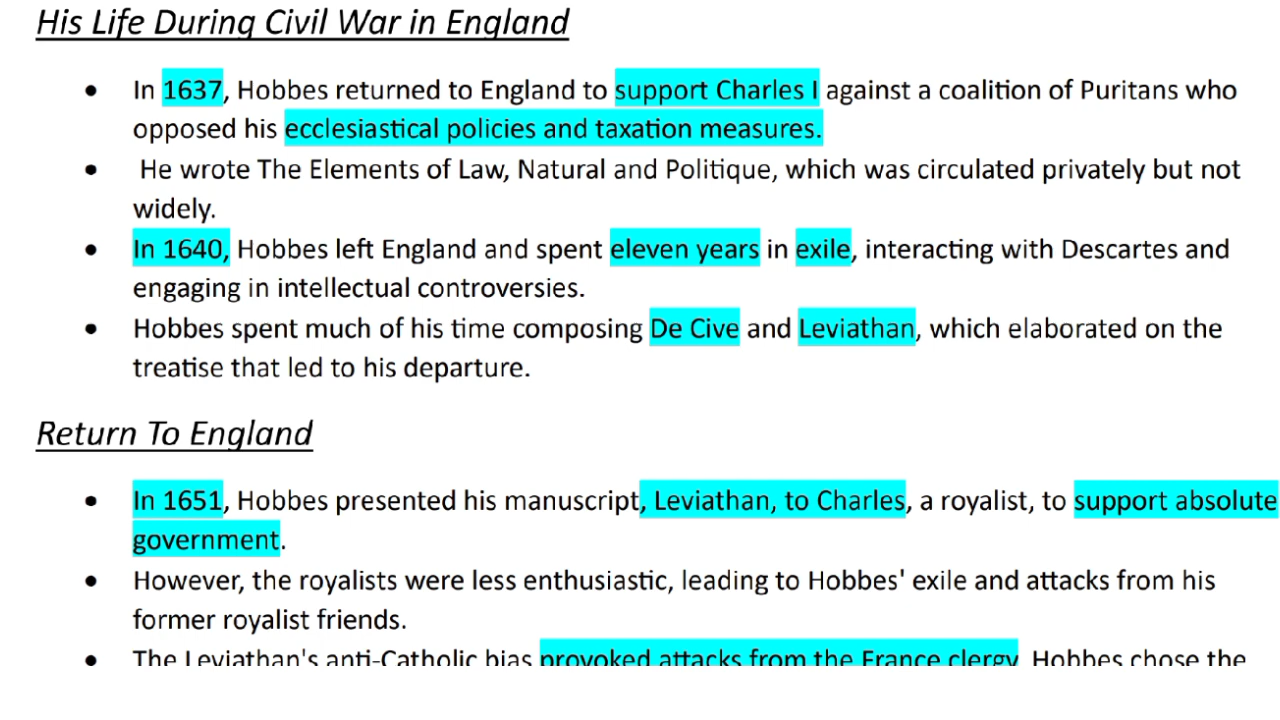 His Life During Civil War in England
• In 1637, Hobbes returned to England to support Charles I against a coalition of Puritans who
opposed his ecclesiastical policies and taxation measures.
• He wrote The Elements of Law, Natural and Politique, which was circulated privately but not
widely.
• In 1640, Hobbes left England and spent eleven years in exile, interacting with Descartes and
engaging in intellectual controversies.
• Hobbes spent much of his time composing De Cive and Leviathan, which elaborated on the
treatise that led to his departure.
Return To England
• In 1651, Hobbes presented his manuscript, Leviathan, to Charles, a royalist, to support absolute
government.
• However, the royalists were less enthusiastic, leading to Hobbes' exile and attacks from his
former royalist friends.
• The Leviathan's anti-Catholic bias provoked attacks from the France clergy. Hobbes chose the